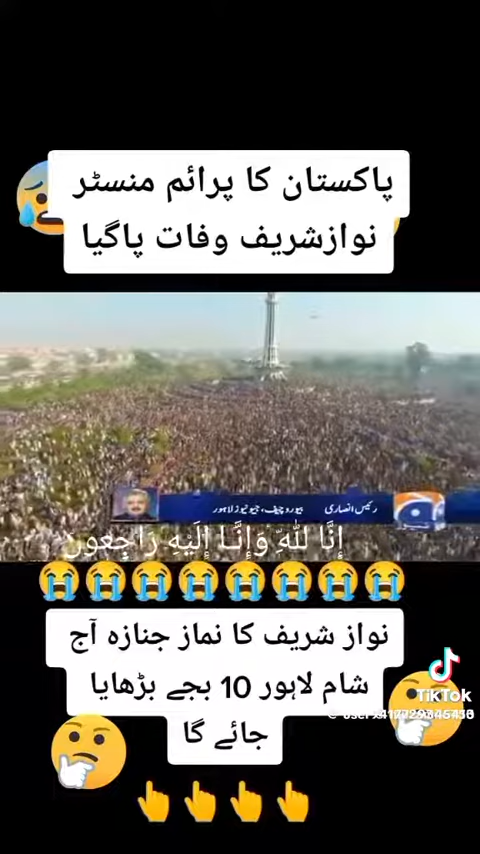 پاکستان کا پرائم منسٹر
نوازشریف وفات پاگیا
رئیس انصاری بیورو چیف، جیو نیوز لاہور
إِنَّا لِلّٰهِ وَإِنَّا إِلَيْهِ رَاجِعون
نواز شریف کا نماز جنازہ آج
شام لاہور 10 بجے بڑھایا
جائے گا
TikTok